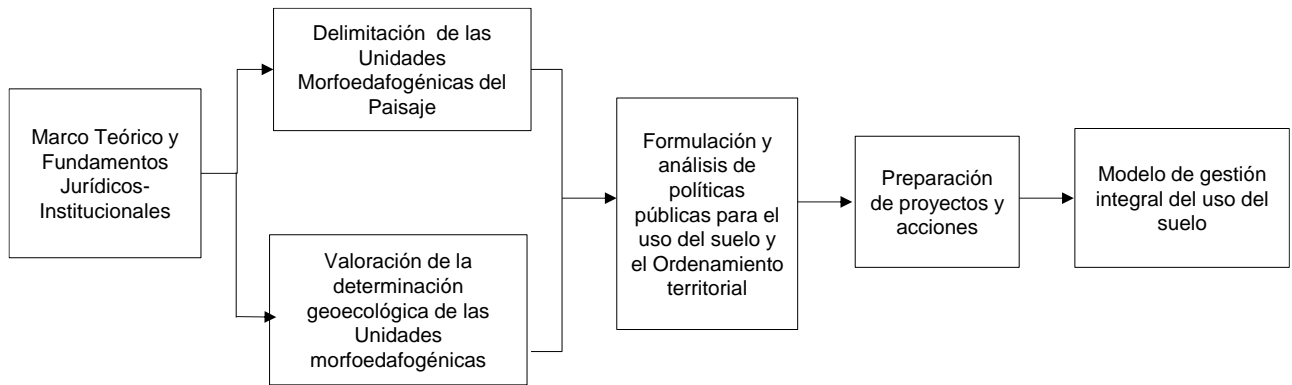 Marco Teórico y
Fundamentos
Jurídicos-
Institucionales
Delimitación de las
Unidades
Morfoedafogénicas del
Paisaje
Valoración de la
determinación
geoecológica de las
Unidades
morfoedafogénicas
Formulación y
análisis de
políticas
públicas para el
uso del suelo y
el Ordenamiento
territorial
Preparación
de proyectos y
acciones
Modelo de gestión
integral del uso del
suelo